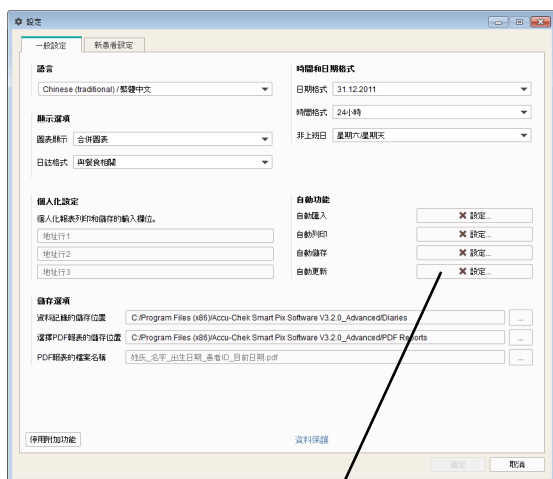 設定
一般設定 新患者設定
語言
Chinese (traditional) / 繁體中文
顯示選項
圖表顯示 合併圖表
日誌格式 與餐食相關
時間和日期格式
日期格式 31.12.2011
時間格式 24小時
非上班日 星期六/星期天
個人化設定
個人化報表列印和儲存的輸入欄位。
地址行1
地址行2
地址行3
自動功能
自動匯入 設定...
自動列印 設定...
自動儲存 設定...
自動更新 設定...
儲存選項
資料記錄的儲存位置 C:/Program Files (x86)/Accu-Chek Smart Pix Software V3.2.0_Advanced/Diaries ...
選擇PDF報表的儲存位置 C:/Program Files (x86)/Accu-Chek Smart Pix Software V3.2.0_Advanced/PDF Reports ...
PDF報表的檔案名稱 姓氏_名字_出生日期_患者ID_目前日期.pdf ...
停用附加功能 資料保護
確定 取消